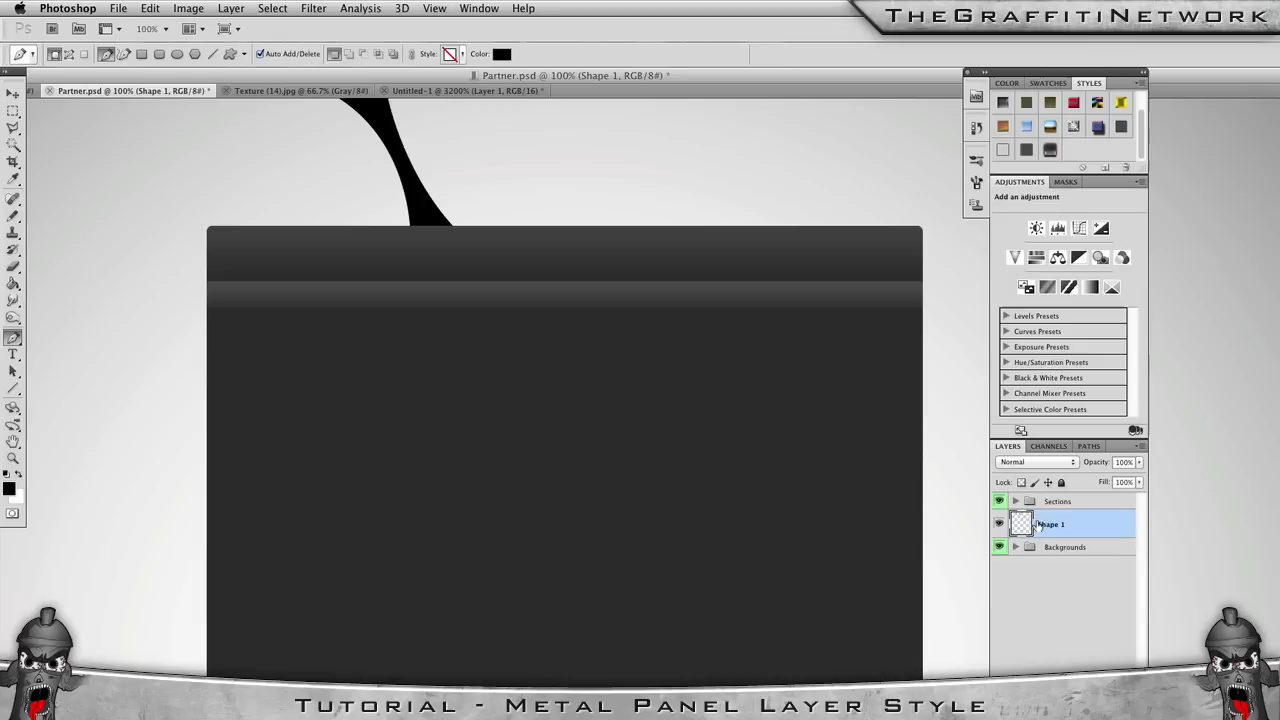 Photoshop File Edit Image Layer Select Filter Analysis 3D View Window Help
TheGraffitiNetwork
Ps Br Mb 100%
Auto Add/Delete Style: Color:
Partner.psd @ 100% (Shape 1, RGB/8#) *
Partner.psd @ 100% (Shape 1, RGB/8#) *
Texture (14).jpg @
Untitled-1 @ 3200% (Layer 1, RGB/16) *
COLOR SWATCHES STYLES
ADJUSTMENTS MASKS
Add an adjustment
Levels Presets
Curves Presets
Exposure Presets
Hue/Saturation Presets
Black & White Presets
Channel Mixer Presets
Selective Color Presets
LAYERS CHANNELS PATHS
Normal Opacity: 100%
Lock: Fill: 100%
Sections
Shape 1
Backgrounds
Tutorial - Metal Panel Layer Style